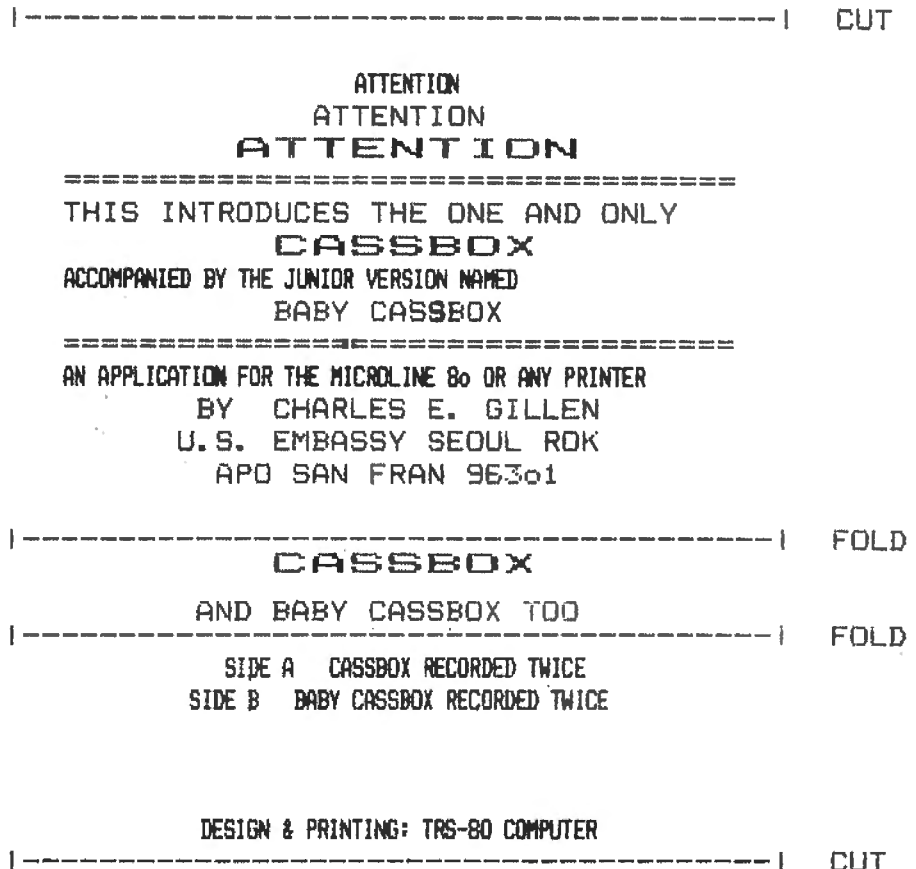 |---------------------------------------| CUT
ATTENTION
ATTENTION
ATTENTION
===================================
THIS INTRODUCES THE ONE AND ONLY
CASSBOX
ACCOMPANIED BY THE JUNIOR VERSION NAMED
BABY CASSBOX
===================================
AN APPLICATION FOR THE MICROLINE 8o OR ANY PRINTER
BY CHARLES E. GILLEN
U.S. EMBASSY SEOUL ROK
APO SAN FRAN 963o1
|---------------------------------------| FOLD
CASSBOX
AND BABY CASSBOX TOO
|---------------------------------------| FOLD
SIDE A CASSBOX RECORDED TWICE
SIDE B BABY CASSBOX RECORDED TWICE
DESIGN & PRINTING: TRS-80 COMPUTER
|---------------------------------------| CUT